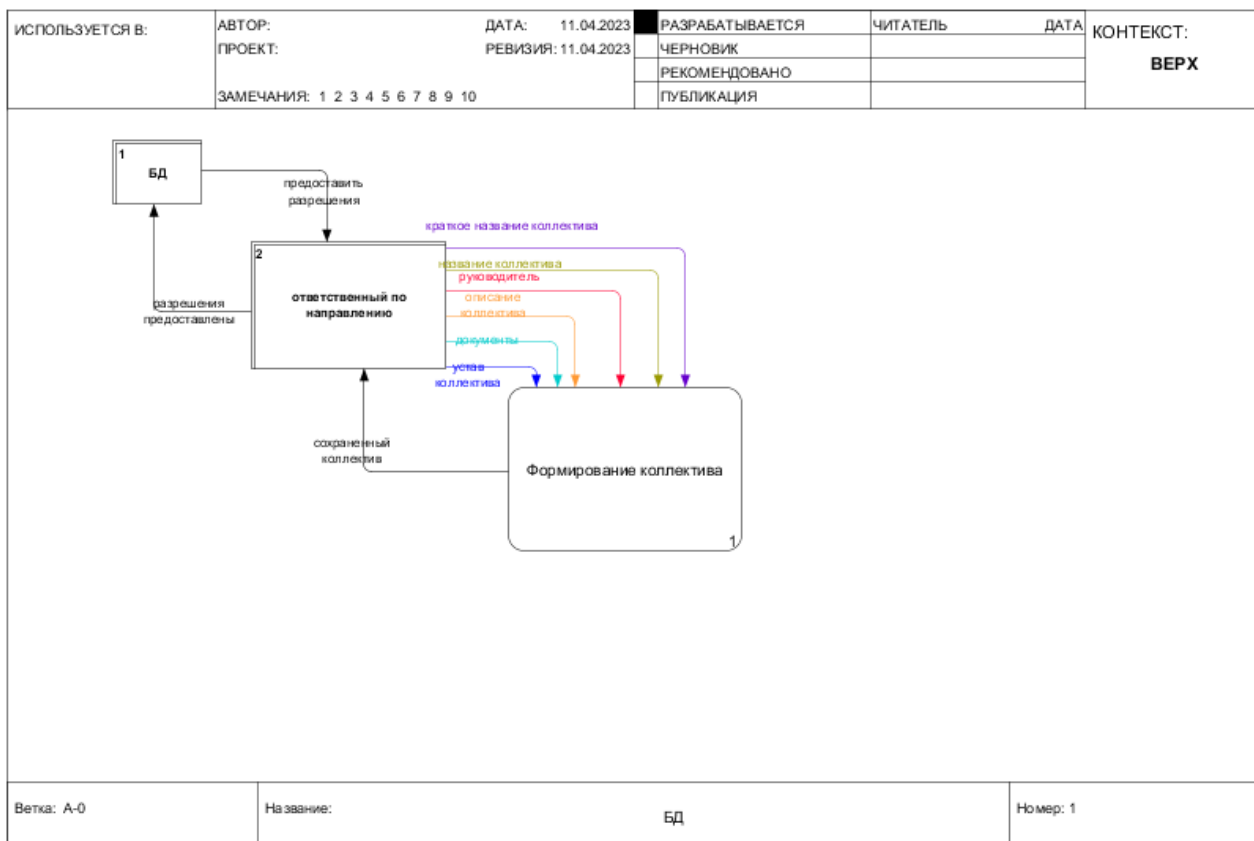 ИСПОЛЬЗУЕТСЯ В:
АВТОР:
ДАТА: 11.04.2023
ПРОЕКТ:
РЕВИЗИЯ: 11.04.2023
ЗАМЕЧАНИЯ: 1 2 3 4 5 6 7 8 9 10
РАЗРАБАТЫВАЕТСЯ
ЧЕРНОВИК
РЕКОМЕНДОВАНО
ПУБЛИКАЦИЯ
ЧИТАТЕЛЬ
ДАТА
КОНТЕКСТ:
ВЕРХ
1
БД
предоставить
разрешения
краткое название коллектива
2
ответственный по
направлению
название коллектива
руководитель
описание
коллектива
документы
устав
коллектива
разрешения
предоставлены
сохраненный
коллектив
Формирование коллектива
1
Ветка: A-0
Название:
БД
Номер: 1